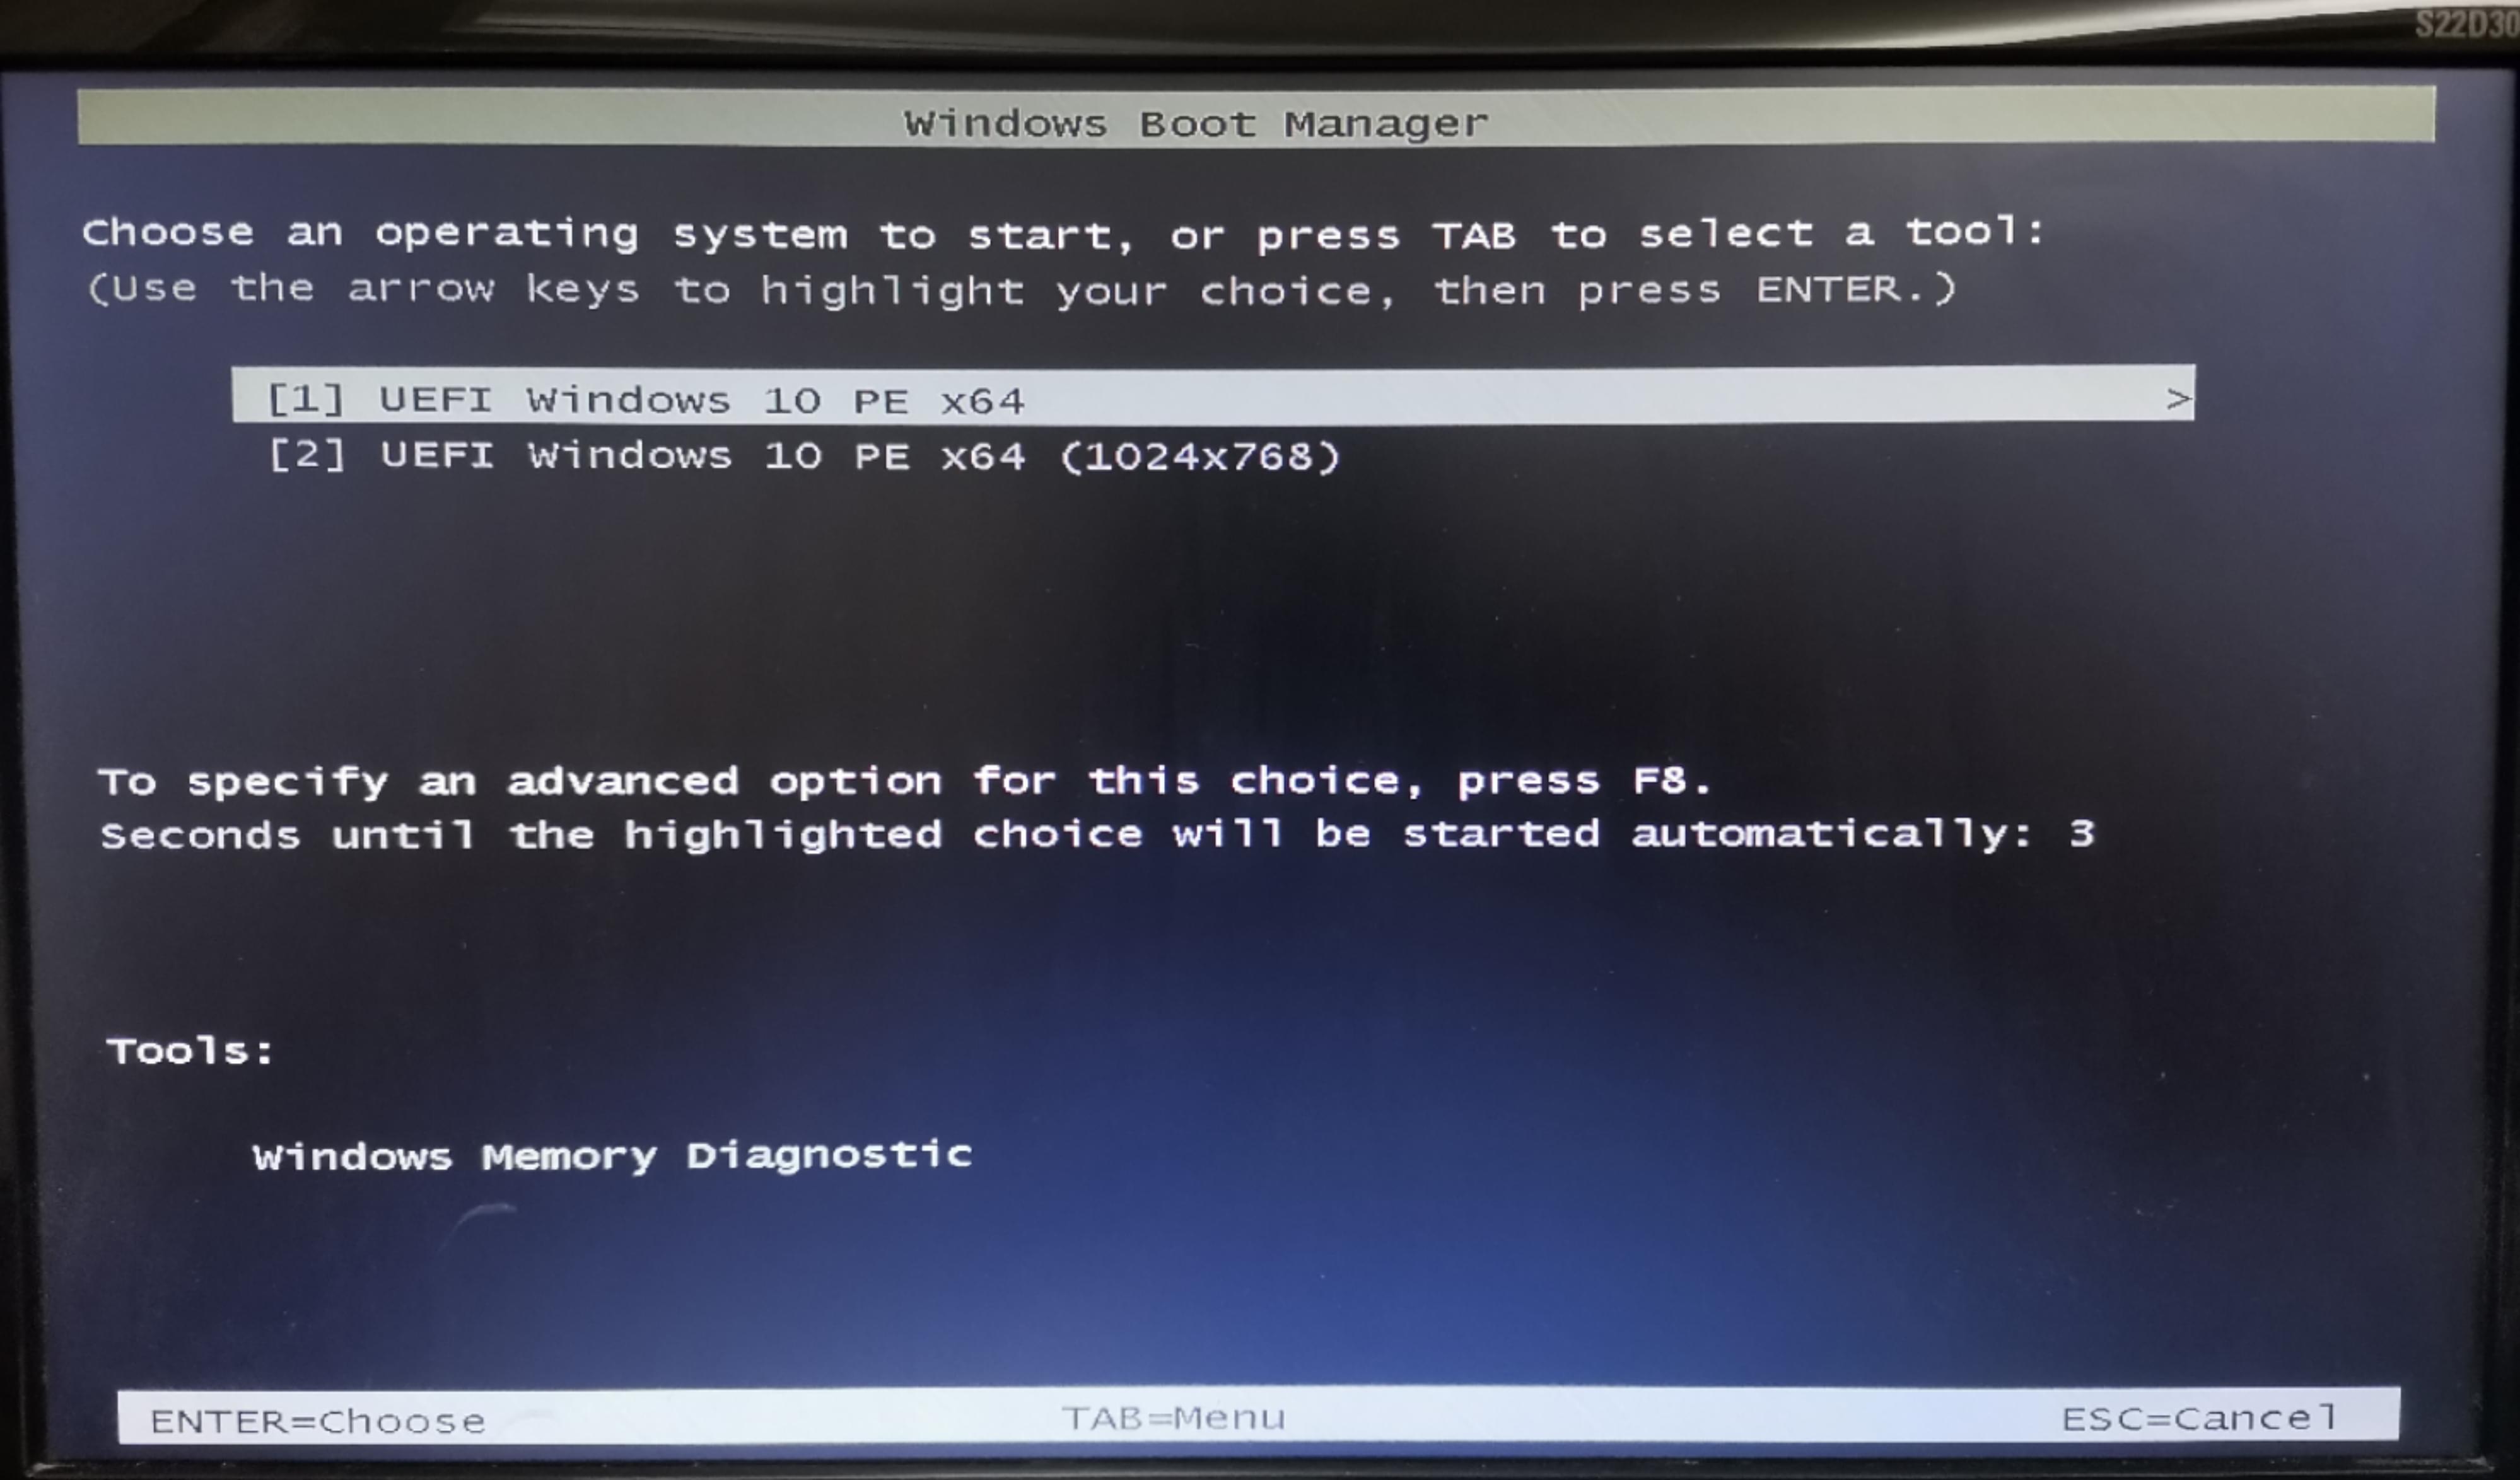 S22D30
Windows Boot Manager
Choose an operating system to start, or press TAB to select a tool:
(Use the arrow keys to highlight your choice, then press ENTER.)
[1] UEFI Windows 10 PE x64 >
[2] UEFI Windows 10 PE x64 (1024x768)
To specify an advanced option for this choice, press F8.
Seconds until the highlighted choice will be started automatically: 3
Tools:
Windows Memory Diagnostic
ENTER=Choose TAB=Menu ESC=Cancel